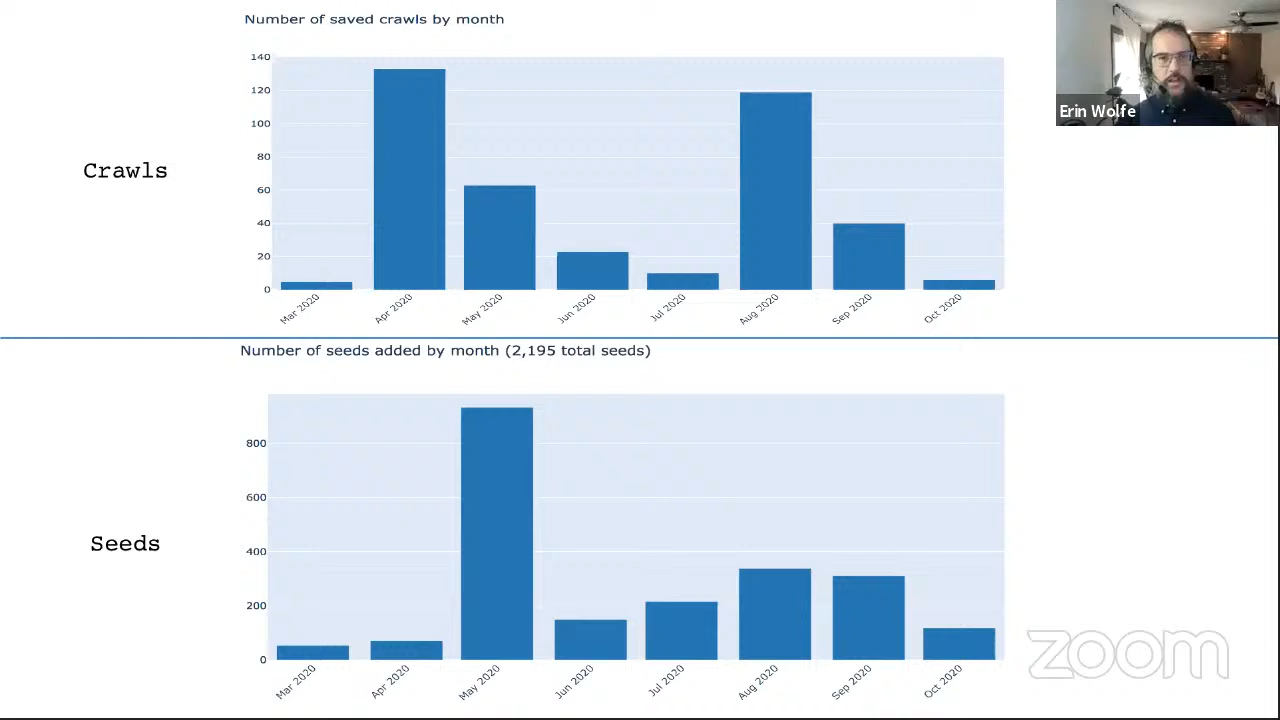 Number of saved crawls by month
140
120
100
80
60
40
20
0
Mar 2020
Apr 2020
May 2020
Jun 2020
Jul 2020
Aug 2020
Sep 2020
Oct 2020
Crawls
Erin Wolfe
Number of seeds added by month (2,195 total seeds)
800
600
400
200
0
Mar 2020
Apr 2020
May 2020
Jun 2020
Jul 2020
Aug 2020
Sep 2020
Oct 2020
Seeds
zoom